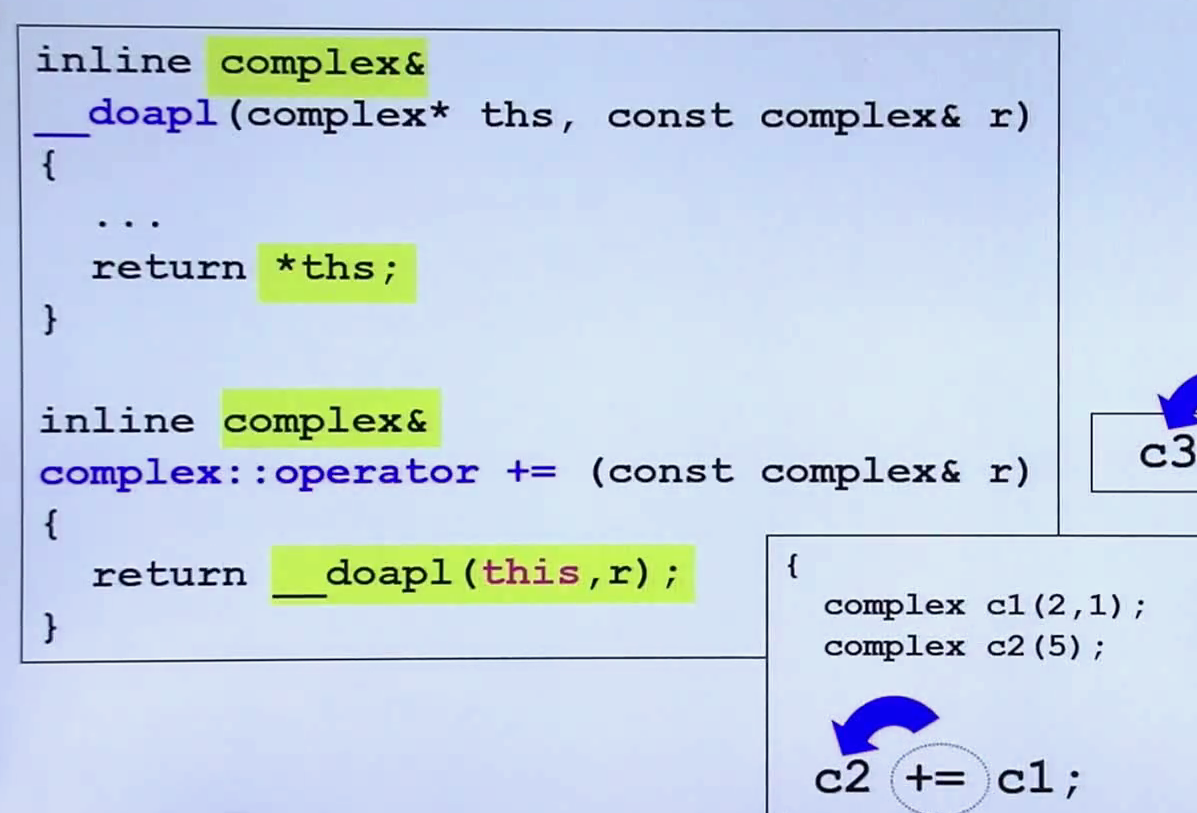 inline complex&
__doapl(complex* ths, const complex& r)
{
...
return *ths;
}
inline complex&
complex::operator += (const complex& r)
{
return __doapl(this,r);
}
c3
{
complex c1(2,1);
complex c2(5);
c2 += c1;